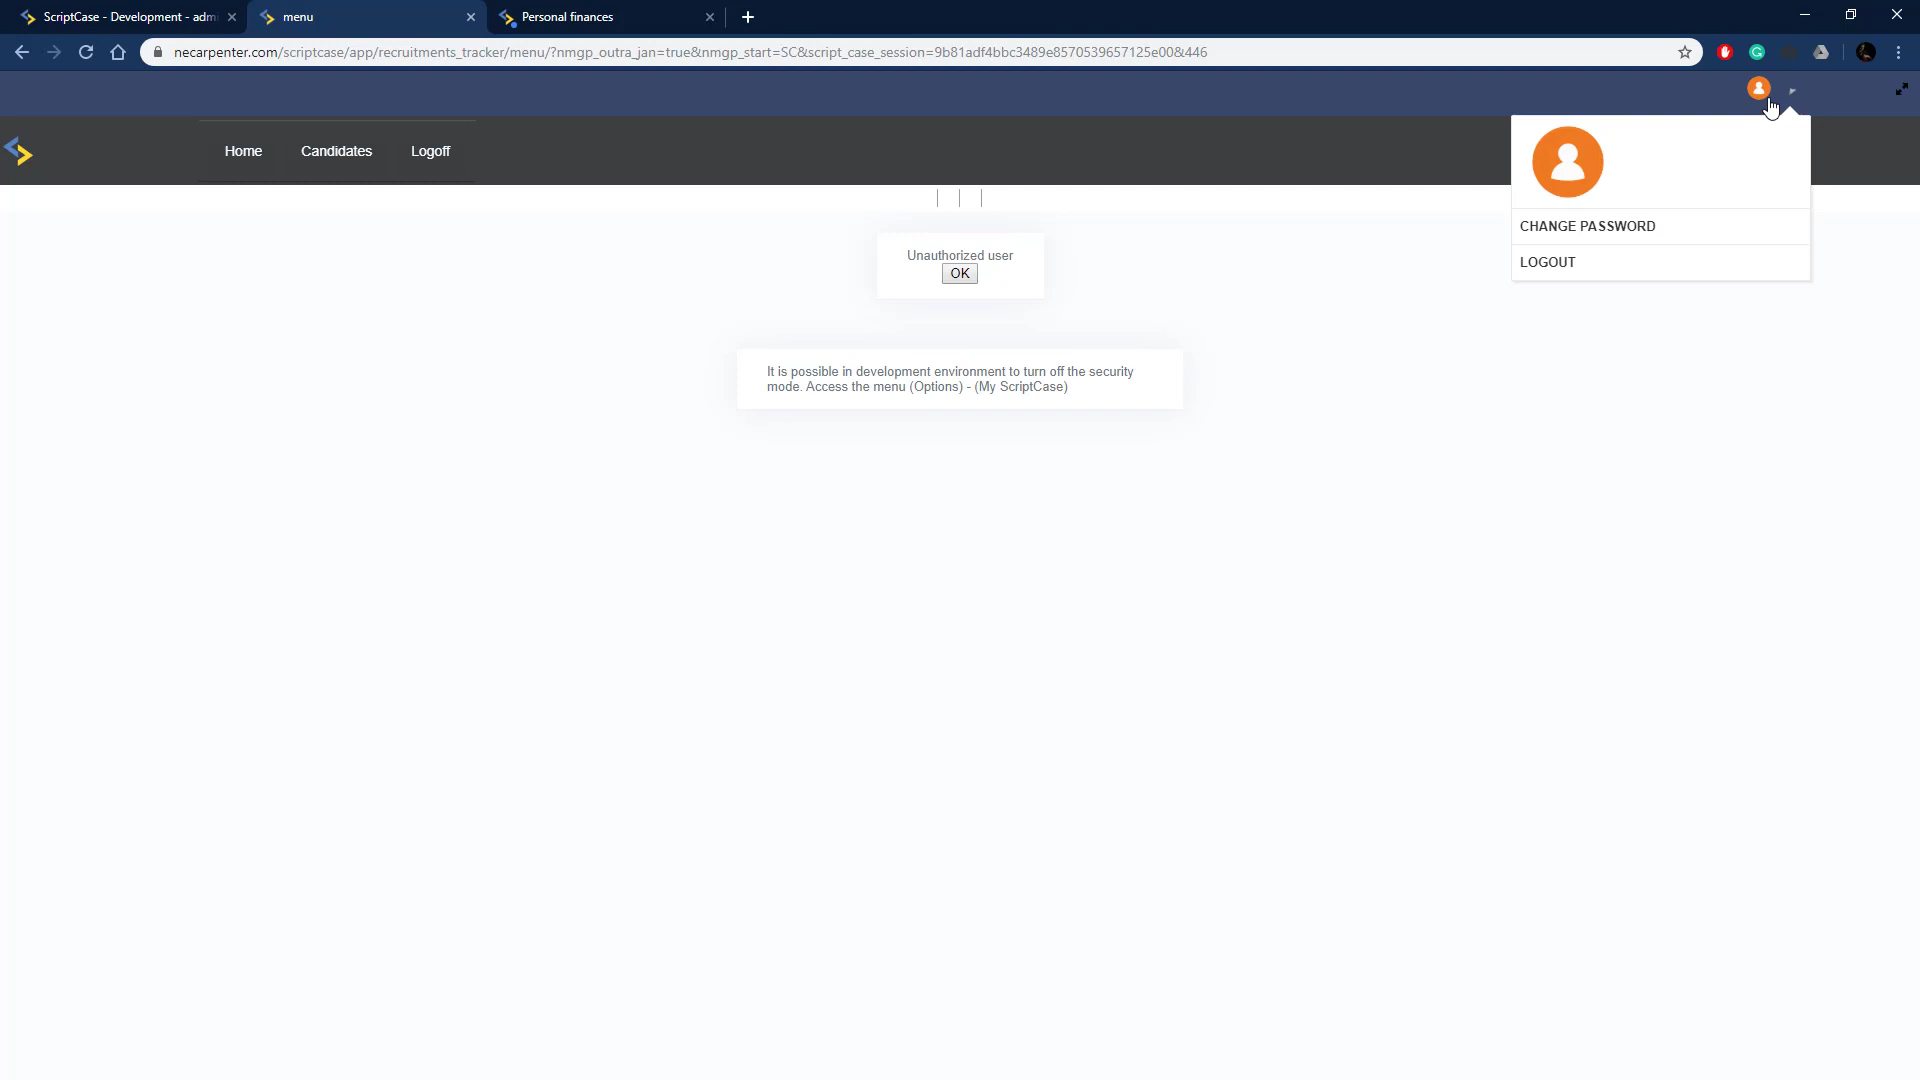 ScriptCase - Development - adm
menu
Personal finances
necarpenter.com/scriptcase/app/recruitments_tracker/menu/?nmgp_outra_jan=true&nmgp_start=SC&script_case_session=9b81adf4bbc3489e8570539657125e00&446
Home
Candidates
Logoff
CHANGE PASSWORD
LOGOUT
Unauthorized user
OK
It is possible in development environment to turn off the security
mode. Access the menu (Options) - (My ScriptCase)